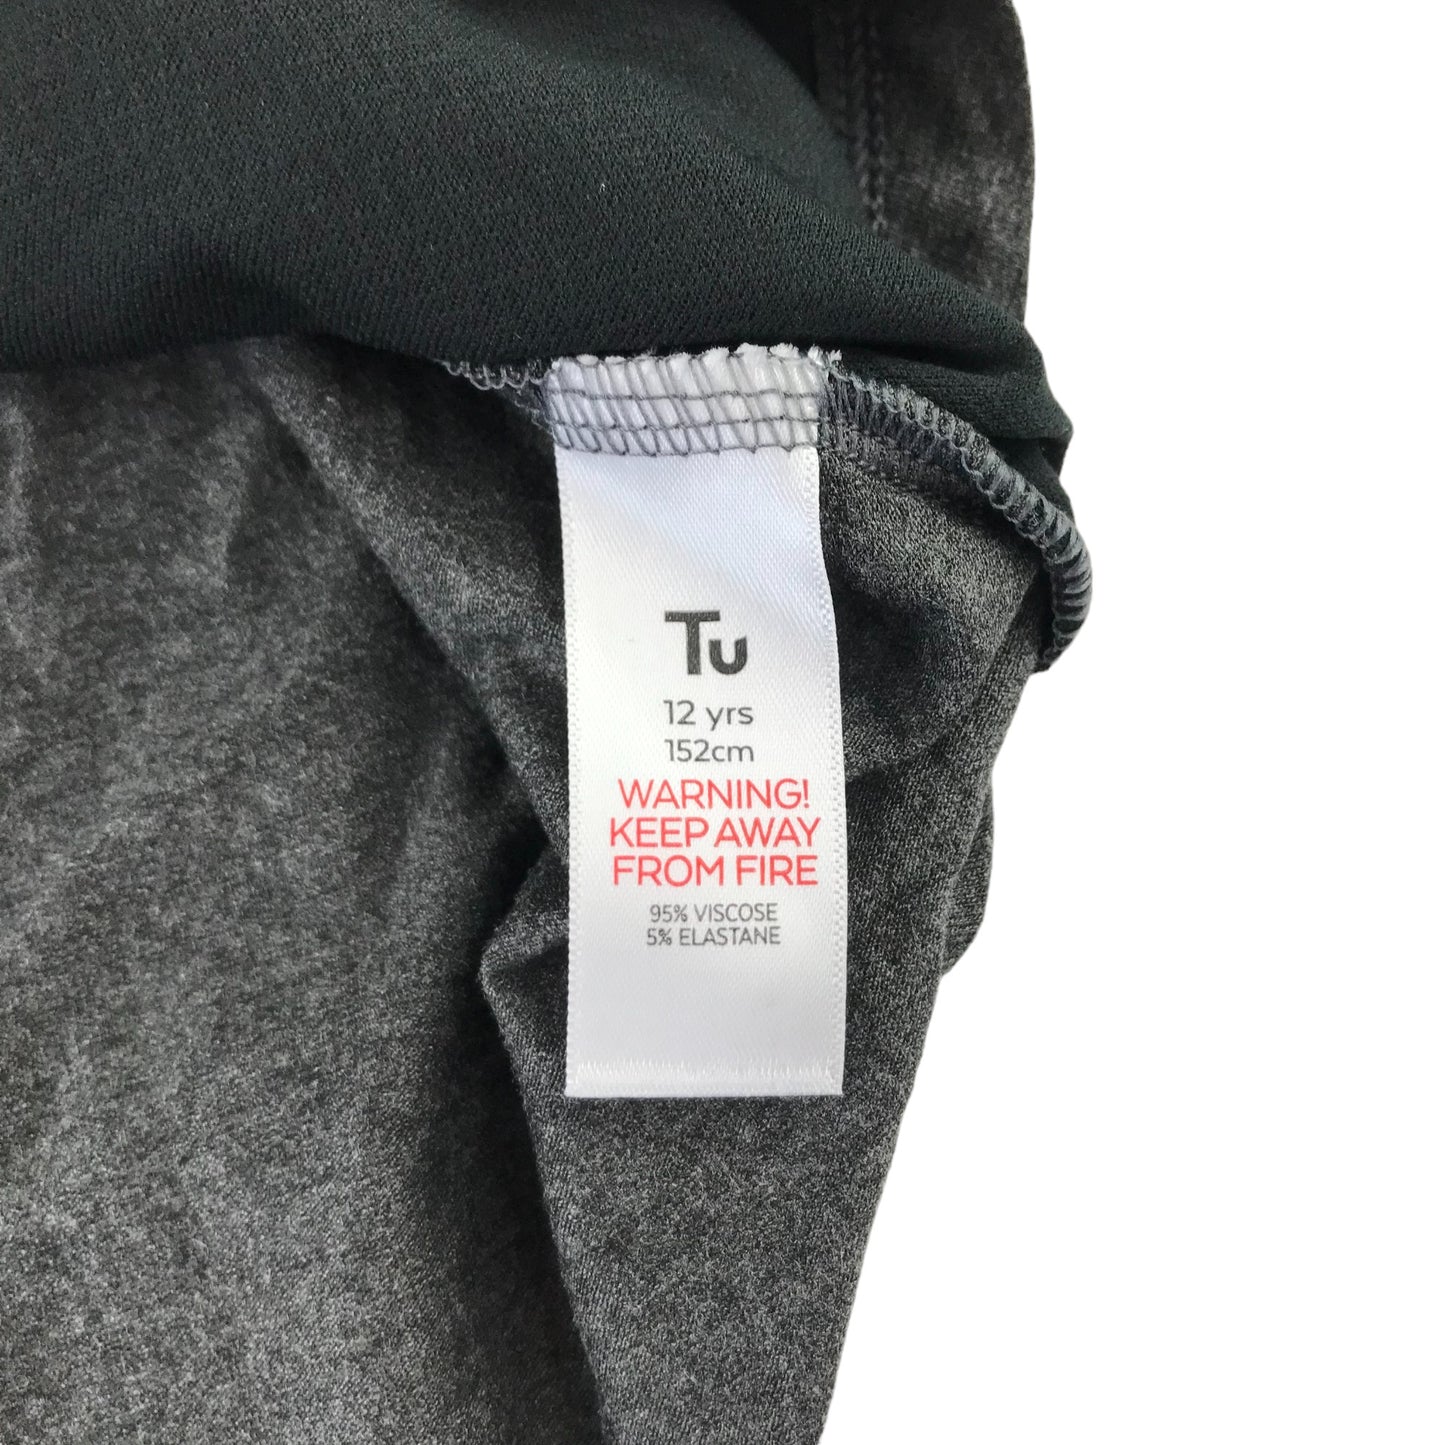 Tu
12 yrs
152cm
WARNING!
KEEP AWAY
FROM FIRE
95% VISCOSE
5% ELASTANE